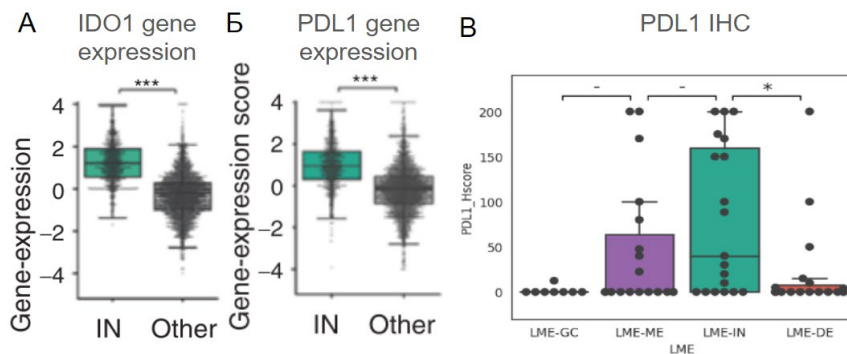 А
IDO1 gene
expression
Б
PDL1 gene
expression
В
PDL1 IHC
Gene-expression
***
4
2
0
−2
−4
IN
Other
Gene-expression score
***
4
2
0
−2
−4
IN
Other
PDL1_Hscore
-
-
*
200
150
100
50
0
LME-GC
LME-ME
LME-IN
LME-DE
LME